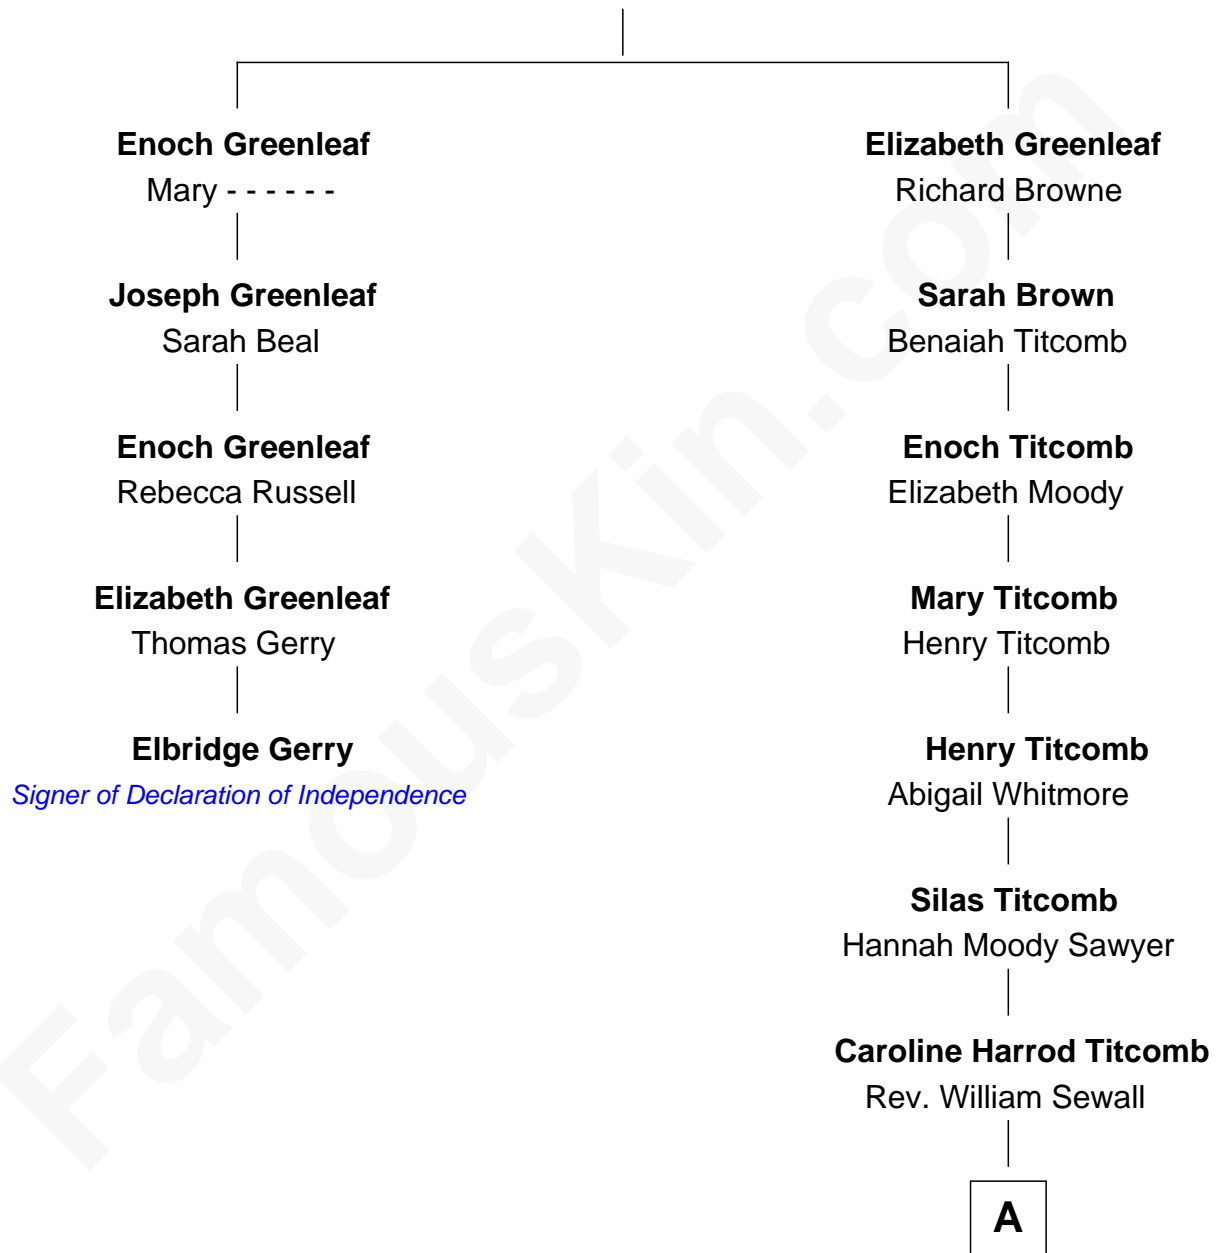 Enoch Greenleaf
Mary - - - - - -
Joseph Greenleaf
Sarah Beal
Enoch Greenleaf
Rebecca Russell
Elizabeth Greenleaf
Thomas Gerry
Elbridge Gerry
Signer of Declaration of Independence
Elizabeth Greenleaf
Richard Browne
Sarah Brown
Benaiah Titcomb
Enoch Titcomb
Elizabeth Moody
Mary Titcomb
Henry Titcomb
Henry Titcomb
Abigail Whitmore
Silas Titcomb
Hannah Moody Sawyer
Caroline Harrod Titcomb
Rev. William Sewall
A
FamousKin.com